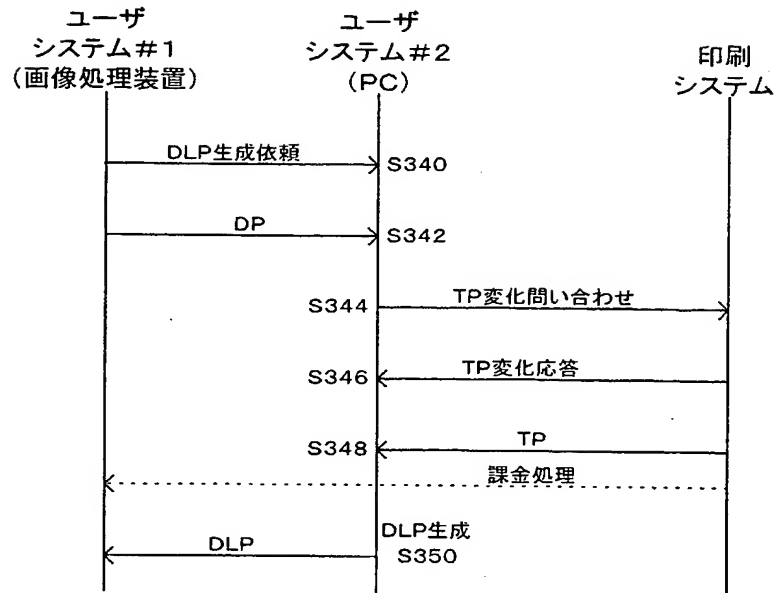 ユーザ
システム#1
(画像処理装置)
ユーザ
システム#2
(PC)
印刷
システム
DLP生成依頼
S340
DP
S342
S344
TP変化問い合わせ
S346
TP変化応答
S348
TP
課金処理
DLP
DLP生成
S350